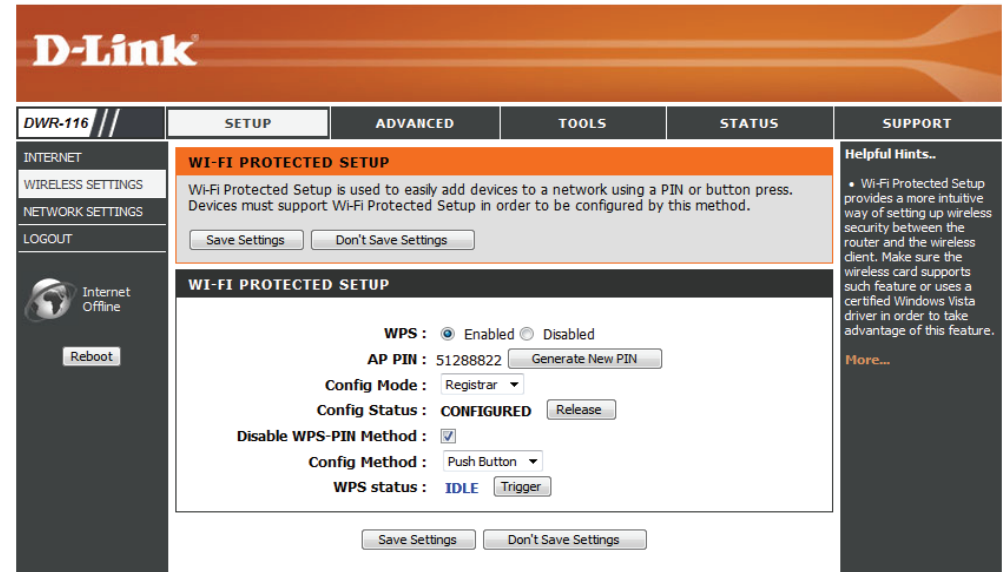 D-Link
DWR-116
SETUP
ADVANCED
TOOLS
STATUS
SUPPORT
INTERNET
WIRELESS SETTINGS
NETWORK SETTINGS
LOGOUT
Internet
Offline
Reboot
WI-FI PROTECTED SETUP
Wi-Fi Protected Setup is used to easily add devices to a network using a PIN or button press.
Devices must support Wi-Fi Protected Setup in order to be configured by this method.
Save Settings Don't Save Settings
WI-FI PROTECTED SETUP
WPS : Enabled Disabled
AP PIN : 51288822 Generate New PIN
Config Mode : Registrar
Config Status : CONFIGURED Release
Disable WPS-PIN Method :
Config Method : Push Button
WPS status : IDLE Trigger
Save Settings Don't Save Settings
Helpful Hints..
• Wi-Fi Protected Setup
provides a more intuitive
way of setting up wireless
security between the
router and the wireless
client. Make sure the
wireless card supports
such feature or uses a
certified Windows Vista
driver in order to take
advantage of this feature.
More...